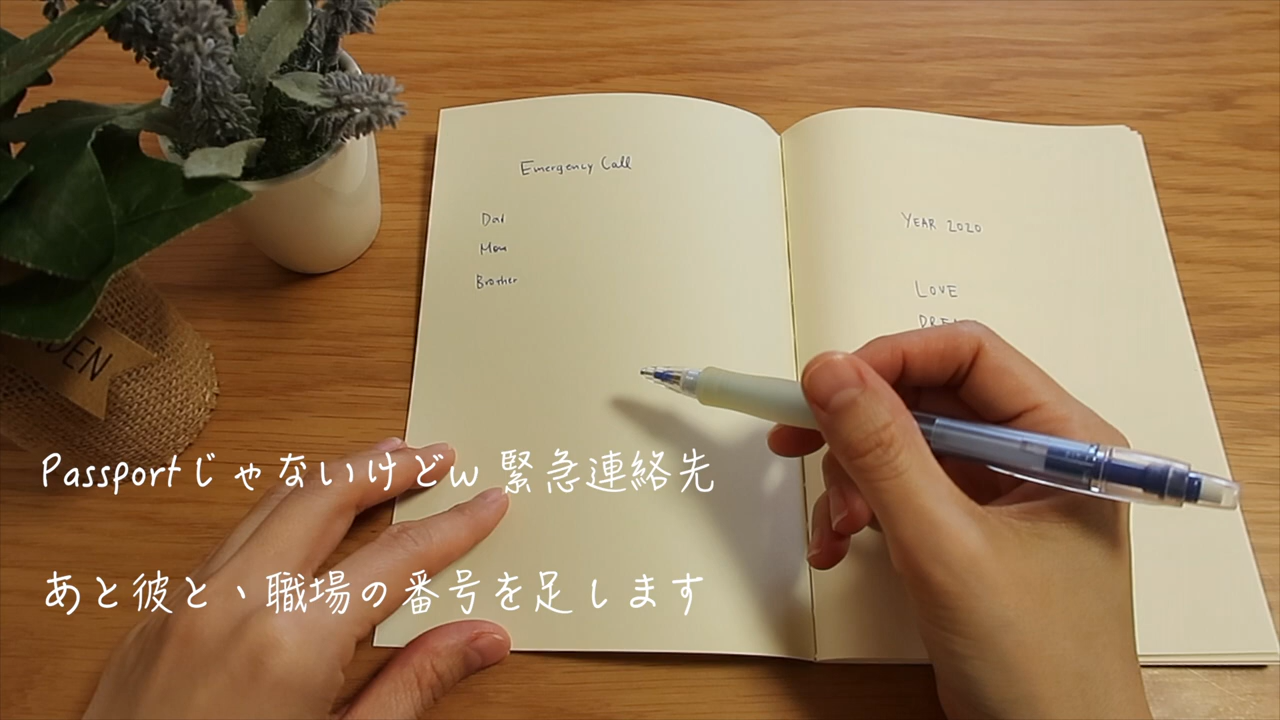 Emergency Call
Dad
Mom
Brother
YEAR 2020
LOVE
DEN
Passportじゃないけどw 緊急連絡先
あと彼と、職場の番号を足します